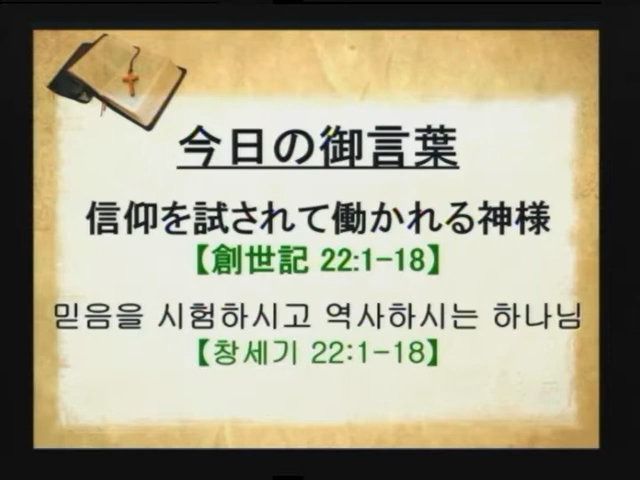 今日の御言葉
信仰を試されて働かれる神様
【創世記 22:1-18】
믿음을 시험하시고 역사하시는 하나님
【창세기 22:1-18】